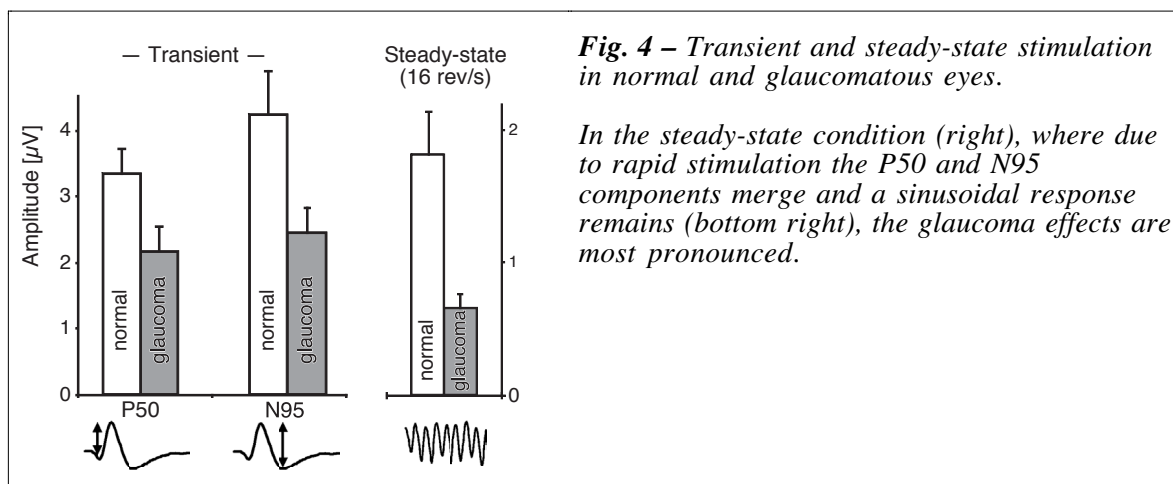 — Transient —
Steady-state
(16 rev/s)
Amplitude [µV]
4
3
2
1
0
normal
glaucoma
normal
glaucoma
normal
glaucoma
2
1
0
P50
N95
Fig. 4 – Transient and steady-state stimulation
in normal and glaucomatous eyes.
In the steady-state condition (right), where due
to rapid stimulation the P50 and N95
components merge and a sinusoidal response
remains (bottom right), the glaucoma effects are
most pronounced.